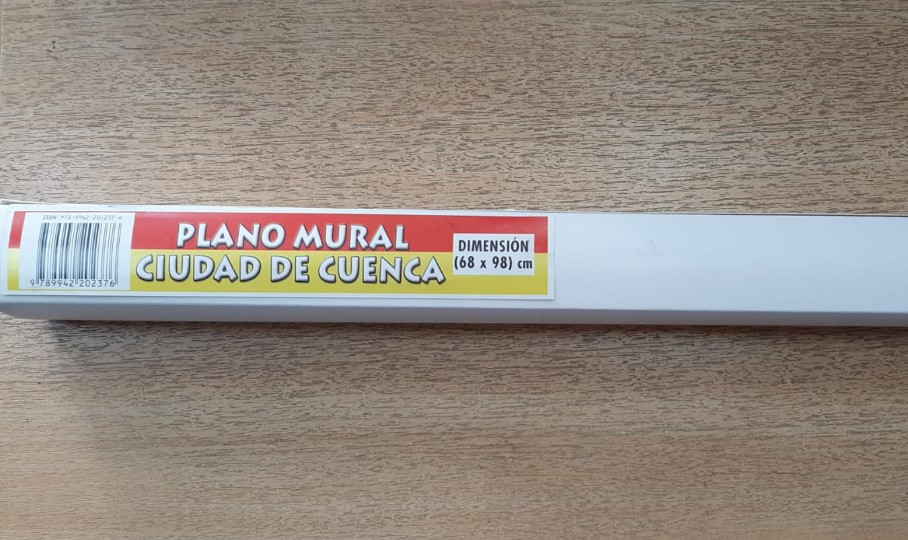 ISBN 978-9942-20-237-6
9 789942 202376
PLANO MURAL
CIUDAD DE CUENCA
DIMENSIÓN
(68 x 98) cm